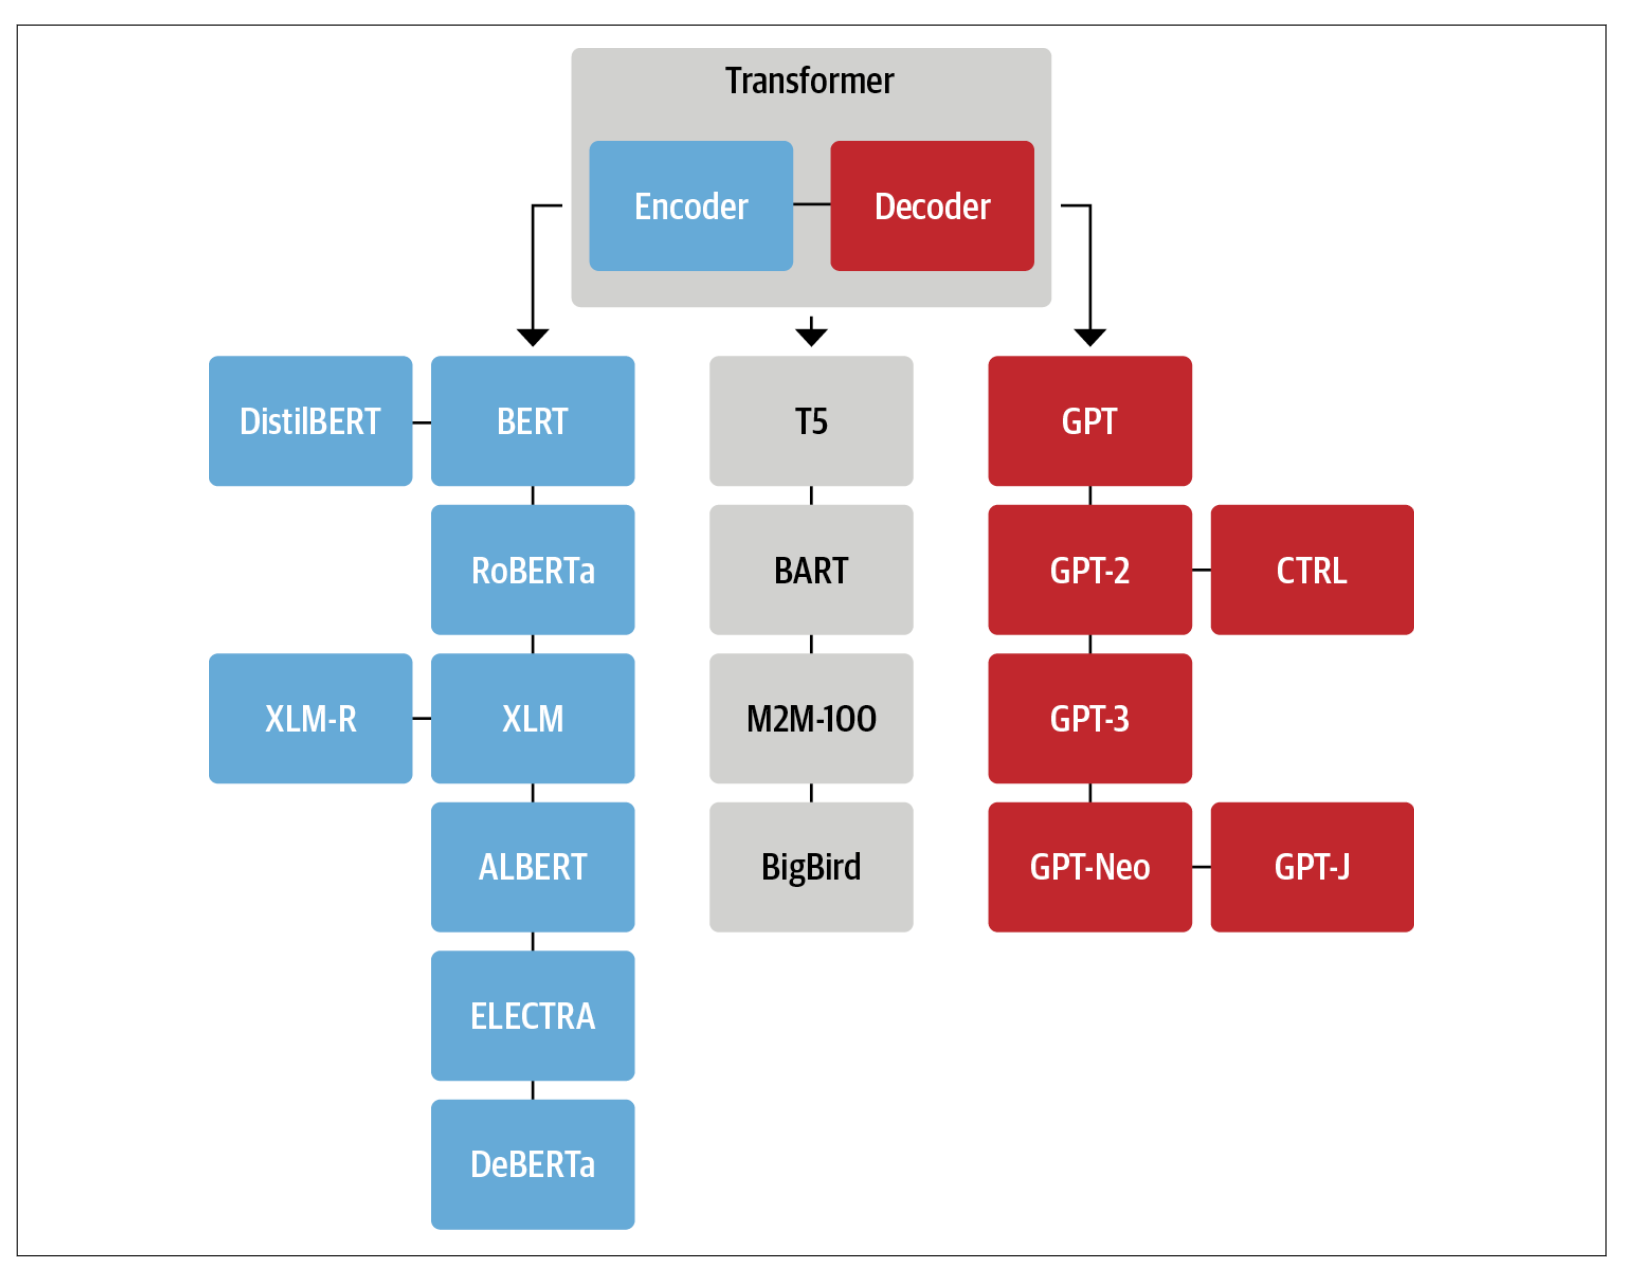 Transformer
Encoder
Decoder
DistilBERT
BERT
T5
GPT
RoBERTa
BART
GPT-2
CTRL
XLM-R
XLM
M2M-100
GPT-3
ALBERT
BigBird
GPT-Neo
GPT-J
ELECTRA
DeBERTa